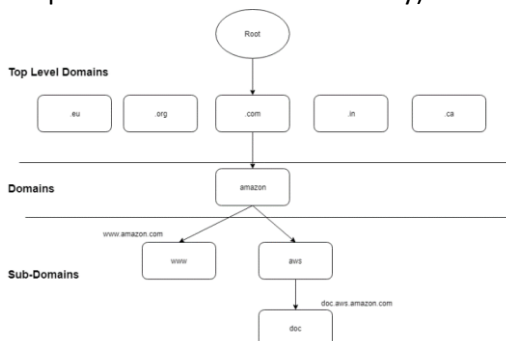 Root
Top Level Domains
.eu
.org
.com
.in
.ca
Domains
amazon
www.amazon.com
www
aws
Sub-Domains
doc.aws.amazon.com
doc